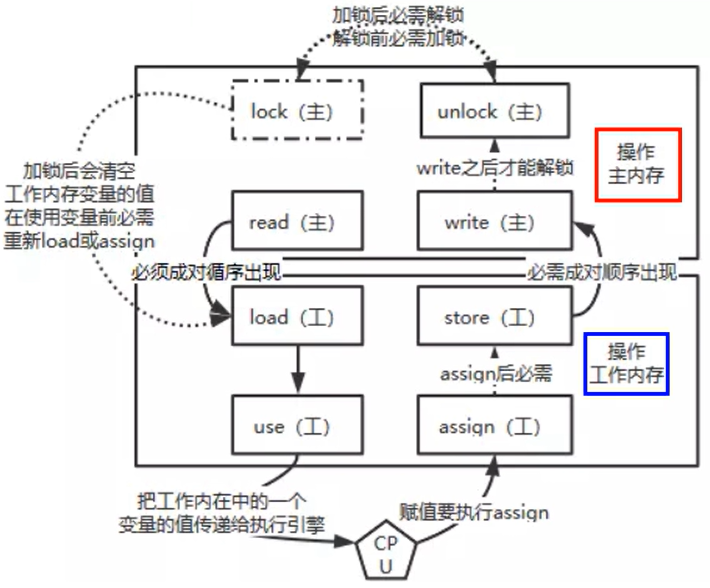 加锁后必需解锁
解锁前必需加锁
lock（主）
unlock（主）
操作
主内存
加锁后会清空
工作内存变量的值
在使用变量前必需
重新load或assign
write之后才能解锁
read（主）
write（主）
必须成对循序出现
必需成对顺序出现
load（工）
store（工）
操作
工作内存
assign后必需
use（工）
assign（工）
把工作内在中的一个
变量的值传递给执行引擎
赋值要执行assign
CP
U